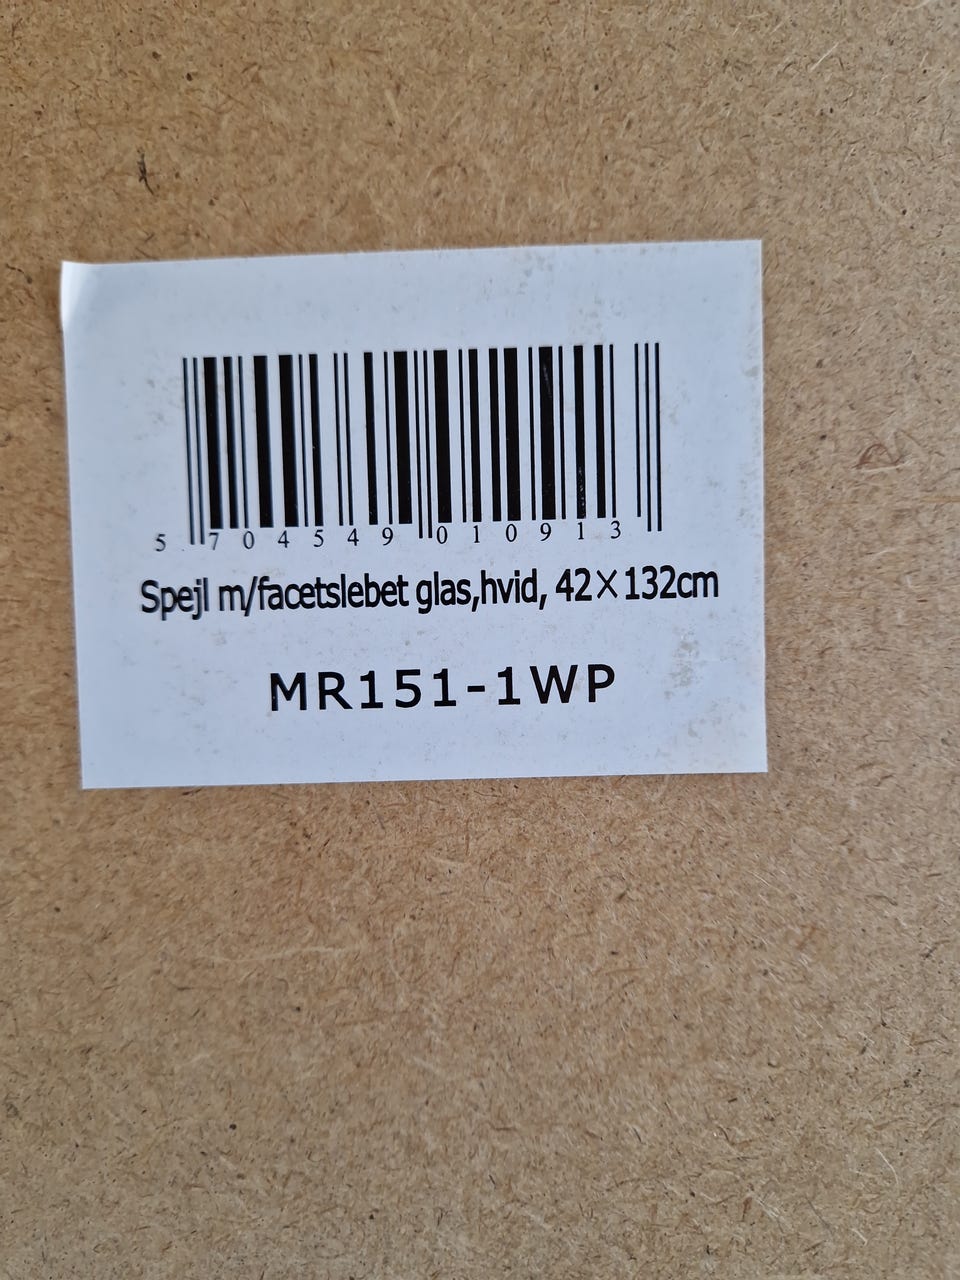 5 704549 010913
Spejl m/facetslebet glas,hvid, 42×132cm
MR151-1WP